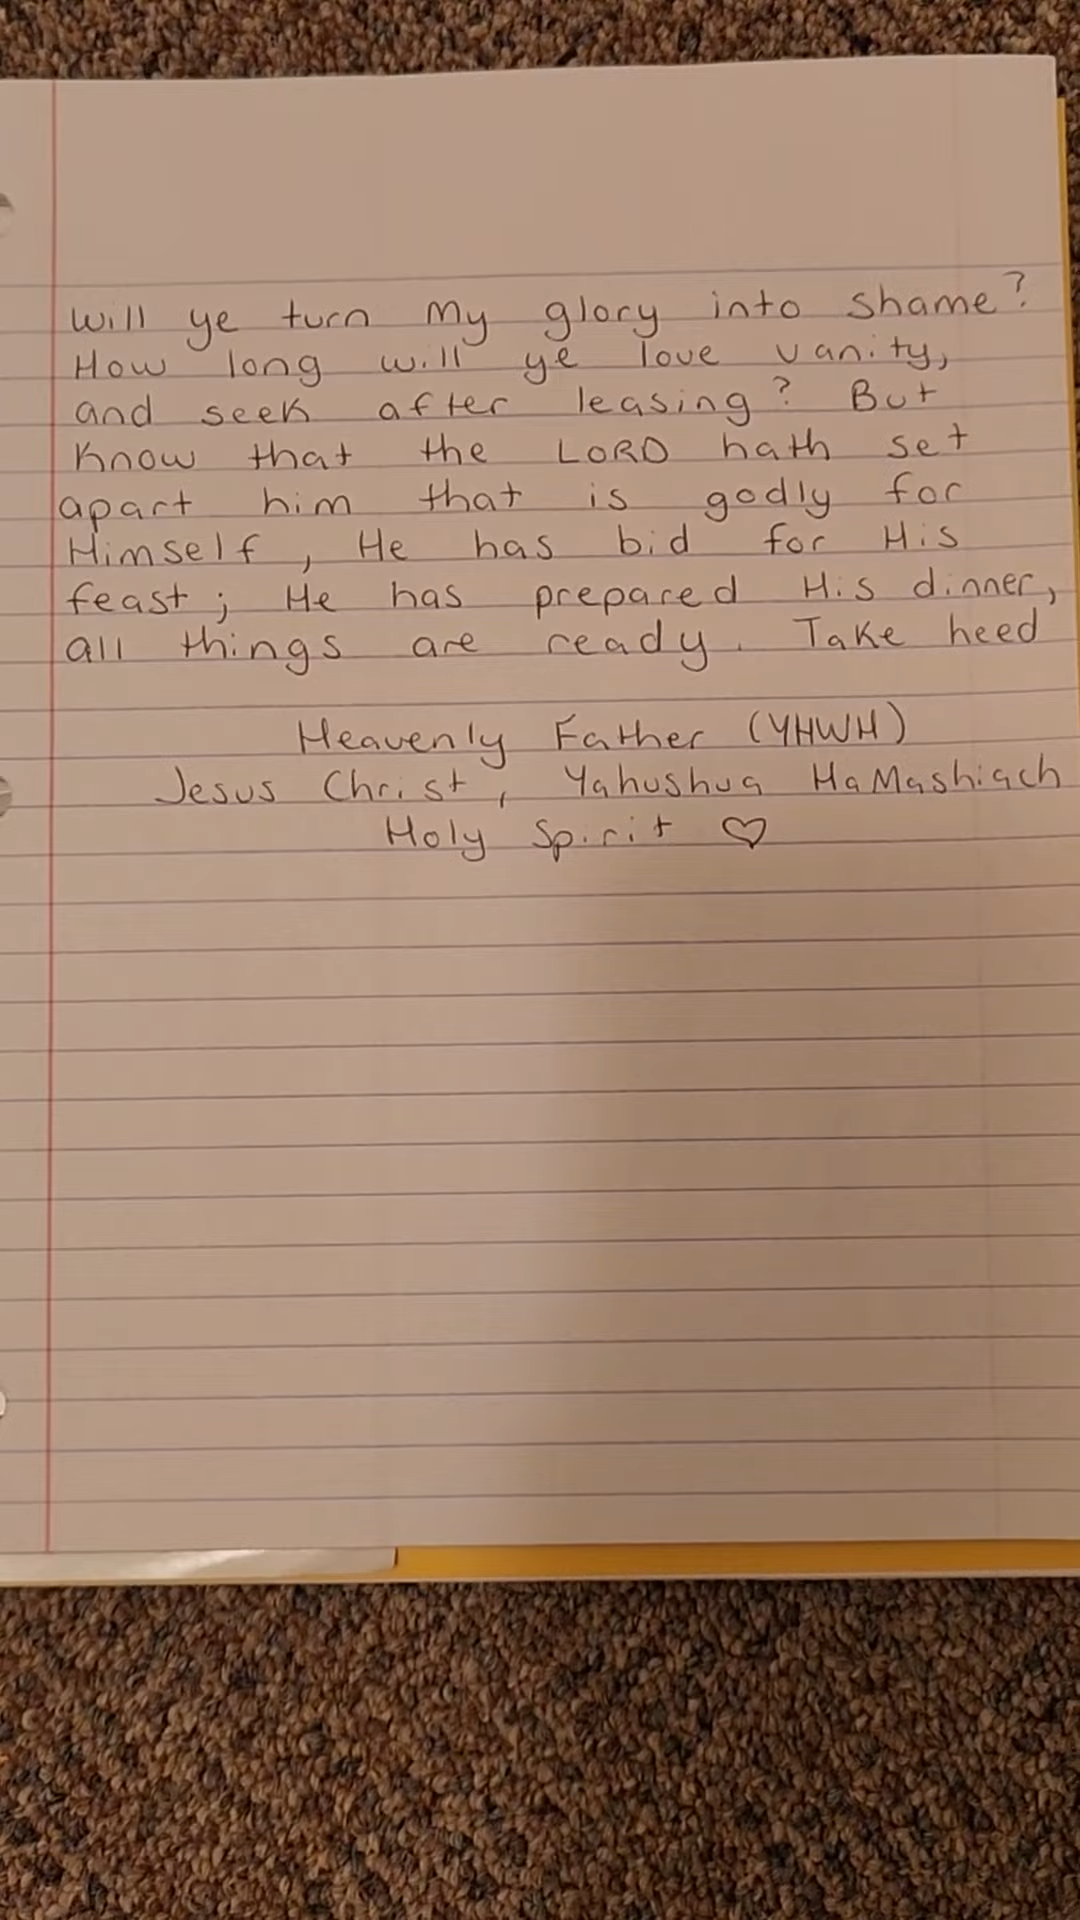 Will ye turn My glory into shame?
How long will ye love vanity,
and seek after leasing? But
Know that the LORD hath set
apart him that is godly for
Himself, He has bid for His
feast; He has prepared His dinner,
all things are ready. Take heed
Heavenly Father (YHWH)
Jesus Christ, Yahushua HaMashiach
Holy Spirit ♡